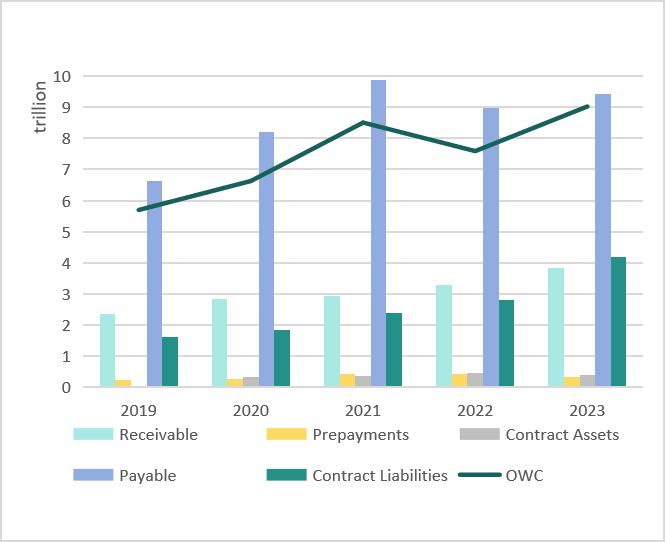 trillion
10
9
8
7
6
5
4
3
2
1
0
2019 2020 2021 2022 2023
Receivable Prepayments Contract Assets
Payable Contract Liabilities OWC